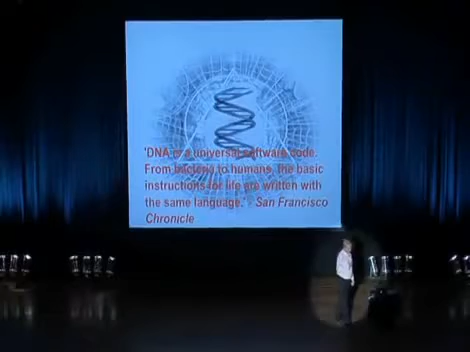 'DNA is a universal software code.
From bacteria to humans, the basic
instructions for life are written with
the same language.' - San Francisco
Chronicle